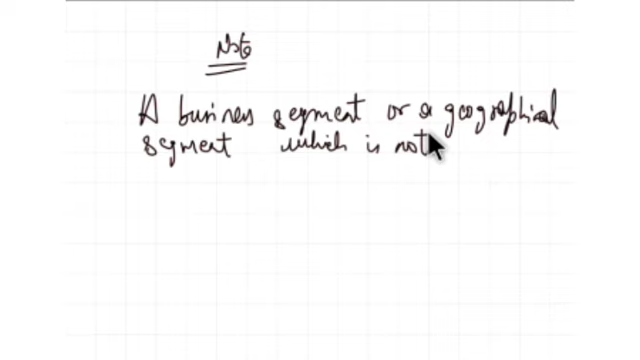 Note
A business segment or a geographical
segment which is not